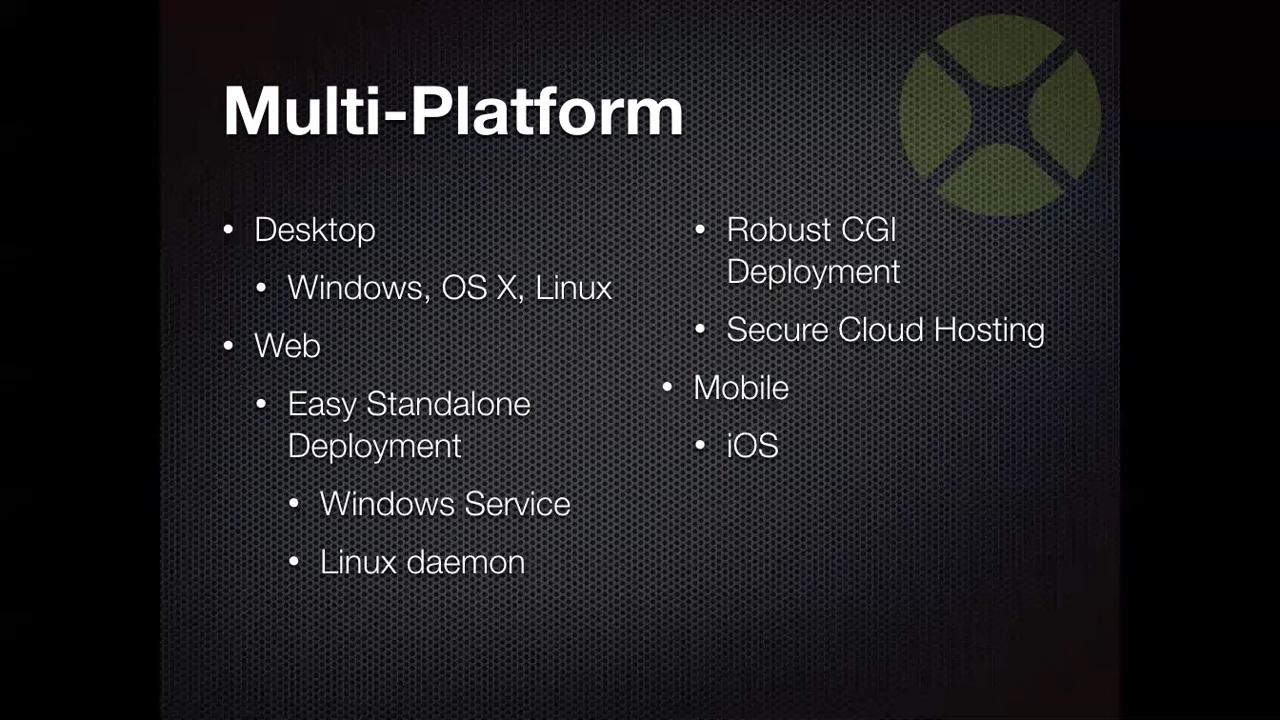 Multi-Platform
• Desktop
• Windows, OS X, Linux
• Web
• Easy Standalone
Deployment
• Windows Service
• Linux daemon
• Robust CGI
Deployment
• Secure Cloud Hosting
• Mobile
• iOS